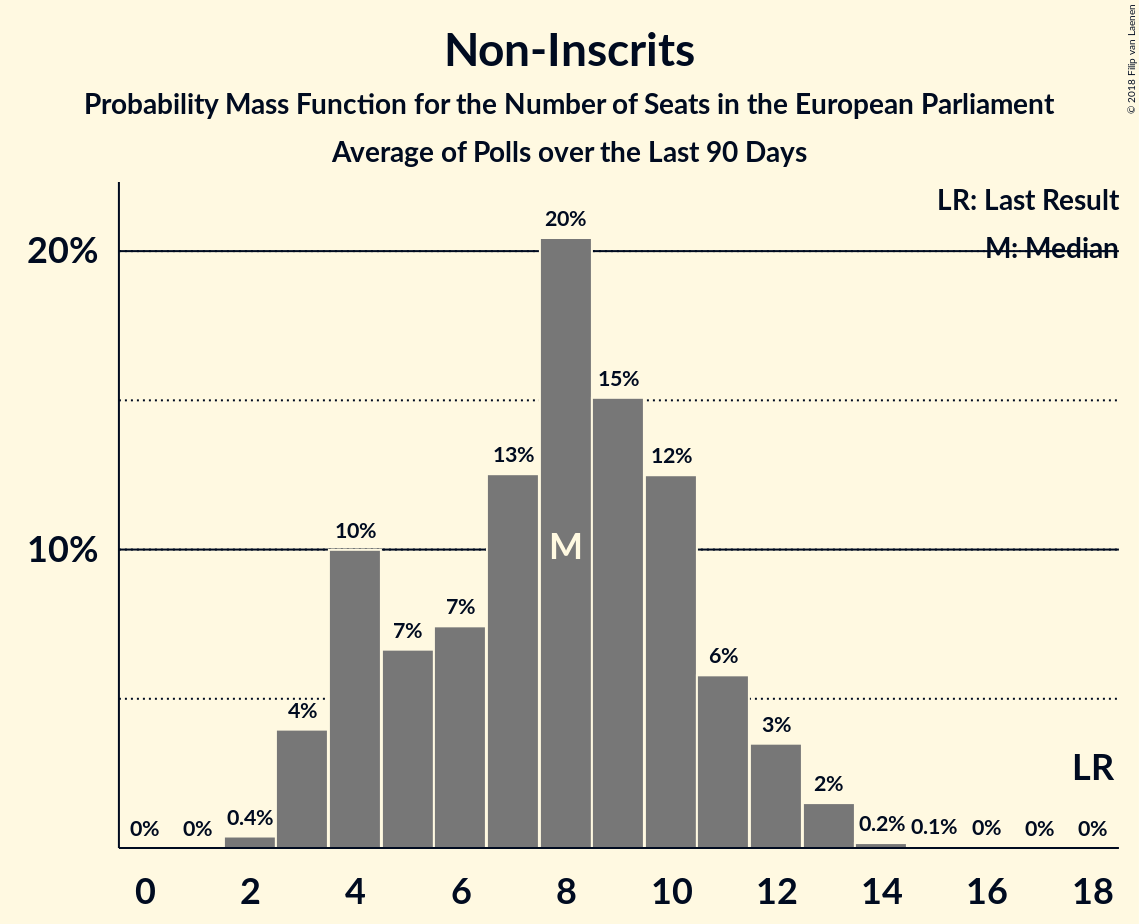 Non-Inscrits
Probability Mass Function for the Number of Seats in the European Parliament
Average of Polls over the Last 90 Days
© 2018 Filip van Laenen
LR: Last Result
M: Median
20%
10%
0%
0%
0.4%
4%
10%
7%
7%
13%
20%
15%
12%
6%
3%
2%
0.2%
0.1%
0%
0%
0%
M
LR
0 2 4 6 8 10 12 14 16 18